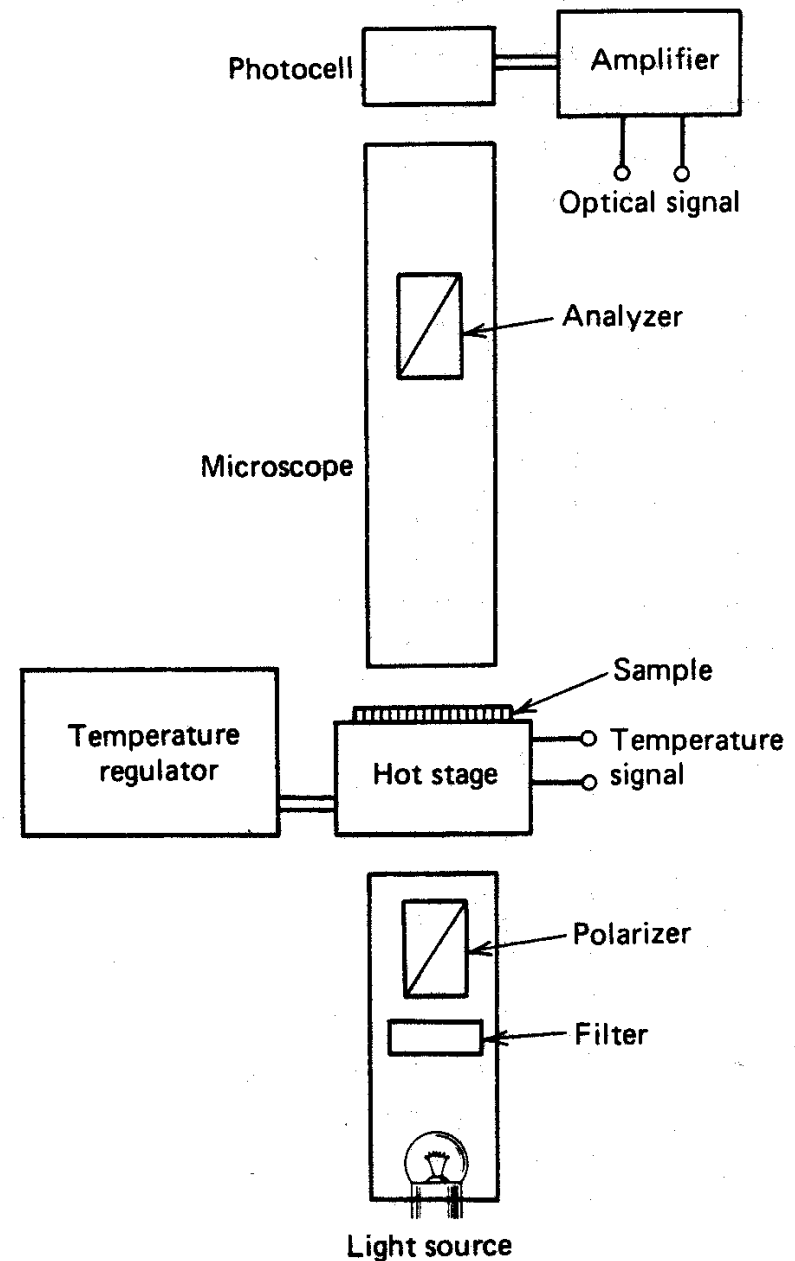 Photocell
Amplifier
Optical signal
Analyzer
Microscope
Sample
Temperature
regulator
Hot stage
Temperature
signal
Polarizer
Filter
Light source